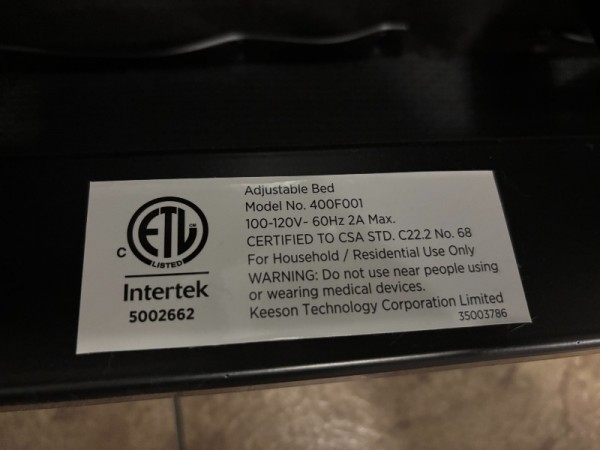 C ETL LISTED
Intertek
5002662
Adjustable Bed
Model No. 400F001
100-120V~ 60Hz 2A Max.
CERTIFIED TO CSA STD. C22.2 No. 68
For Household / Residential Use Only
WARNING: Do not use near people using
or wearing medical devices.
Keeson Technology Corporation Limited
35003786